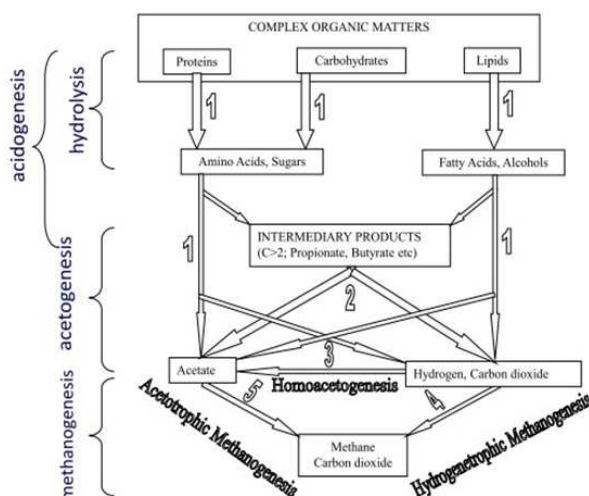 COMPLEX ORGANIC MATTERS
Proteins
Carbohydrates
Lipids
acidogenesis
hydrolysis
1
1
1
Amino Acids, Sugars
Fatty Acids, Alcohols
1
INTERMEDIARY PRODUCTS
(C>2; Propionate, Butyrate etc)
1
acetogenesis
2
3
Acetate
Hydrogen, Carbon dioxide
Homoacetogenesis
5
4
methanogenesis
Acetotrophic Methanogenesis
Methane
Carbon dioxide
Hydrogenetrophic Methanogenesis